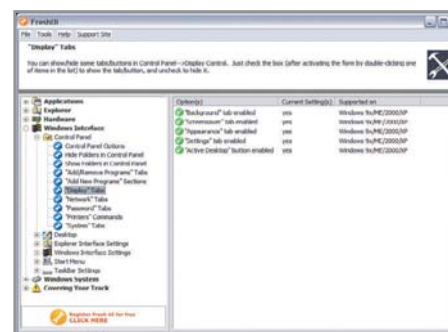 FreshUI
File Tools Help Support Site
"Display" Tabs
You can show/hide some tabs/buttons in Control Panel-->Display Control. Just check the box (after activating the form by double-clicking one
of items in the list) to show the tab/button, and uncheck to hide it.
Applications
Explorer
Hardware
Windows Interface
Control Panel
Control Panel Options
Hide Folders in Control Panel
Show Folders in Control Panel
"Add/Remove Programs" Tabs
"Add New Programs" Sections
"Display" Tabs
"Network" Tabs
"Password" Tabs
"Printers" Commands
"System" Tabs
Desktop
Explorer Interface Settings
Windows Interface Settings
Start Menu
TaskBar Settings
Windows System
Covering Your Track
Register Fresh UI for free
CLICK HERE
Option(s) Current Setting(s) Supported on
"Background" tab enabled yes Windows 9x/ME/2000/XP
"Screensaver" tab enabled yes Windows 9x/ME/2000/XP
"Appearance" tab enabled yes Windows 9x/ME/2000/XP
"Settings" tab enabled yes Windows 9x/ME/2000/XP
"Active Desktop" button enabled yes Windows 9x/ME/2000/XP